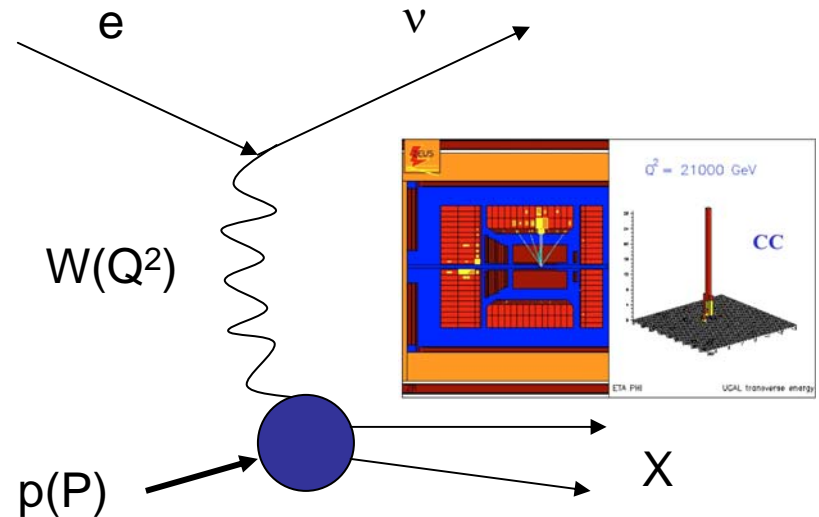 e
ν
W(Q²)
p(P)
X
Q² = 21000 GeV
CC
ETA PHI
UCAL transverse energy